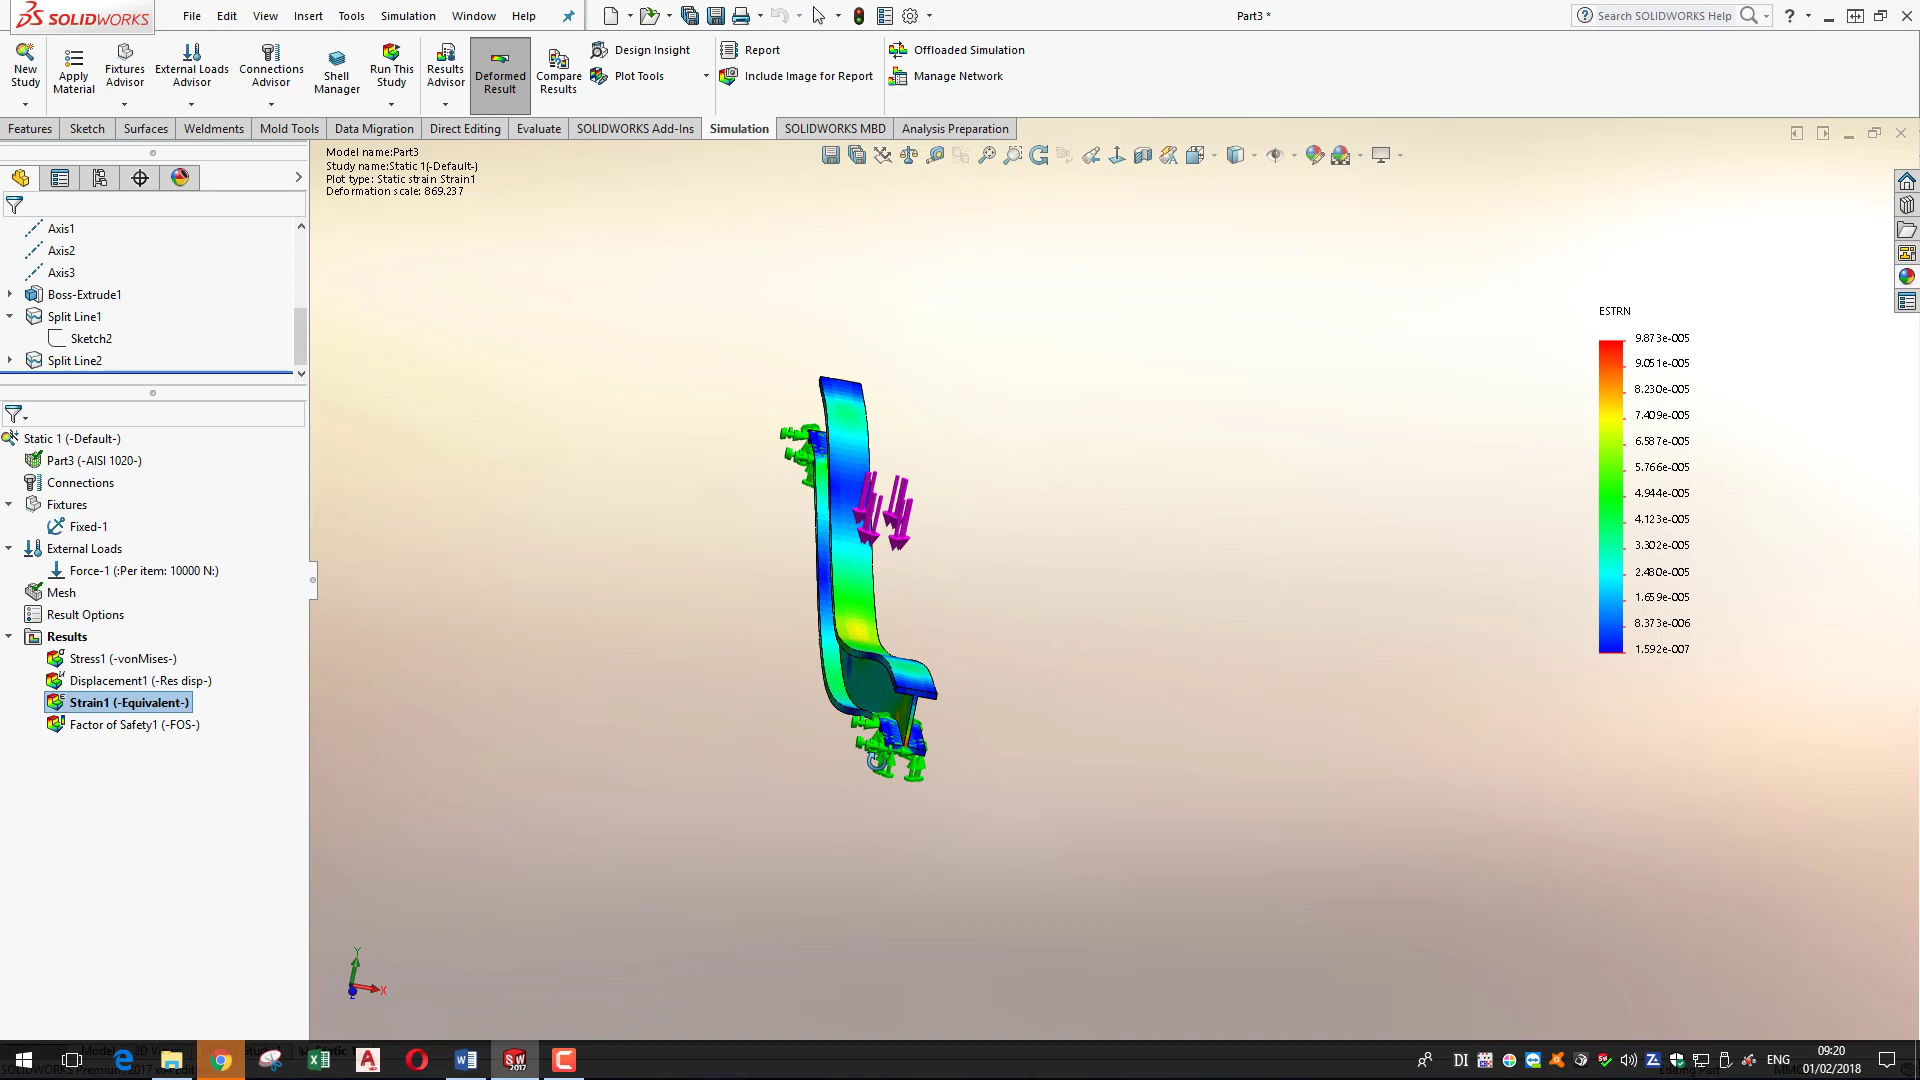 SOLIDWORKS
File Edit View Insert Tools Simulation Window Help
Part3 *
Search SOLIDWORKS Help
New Study
Apply Material
Fixtures Advisor
External Loads Advisor
Connections Advisor
Shell Manager
Run This Study
Results Advisor
Deformed Result
Compare Results
Design Insight
Plot Tools
Report
Include Image for Report
Offloaded Simulation
Manage Network
Features Sketch Surfaces Weldments Mold Tools Data Migration Direct Editing Evaluate SOLIDWORKS Add-Ins Simulation SOLIDWORKS MBD Analysis Preparation
Model name:Part3
Study name:Static 1(-Default-)
Plot type: Static strain Strain1
Deformation scale: 869.237
Axis1
Axis2
Axis3
Boss-Extrude1
Split Line1
Sketch2
Split Line2
Static 1 (-Default-)
Part3 (-AISI 1020-)
Connections
Fixtures
Fixed-1
External Loads
Force-1 (:Per item: 10000 N:)
Mesh
Result Options
Results
Stress1 (-vonMises-)
Displacement1 (-Res disp-)
Strain1 (-Equivalent-)
Factor of Safety1 (-FOS-)
ESTRN
9.873e-005
9.051e-005
8.230e-005
7.409e-005
6.587e-005
5.766e-005
4.944e-005
4.123e-005
3.302e-005
2.480e-005
1.659e-005
8.373e-006
1.592e-007
Y
X
Z
ENG
09:20
01/02/2018